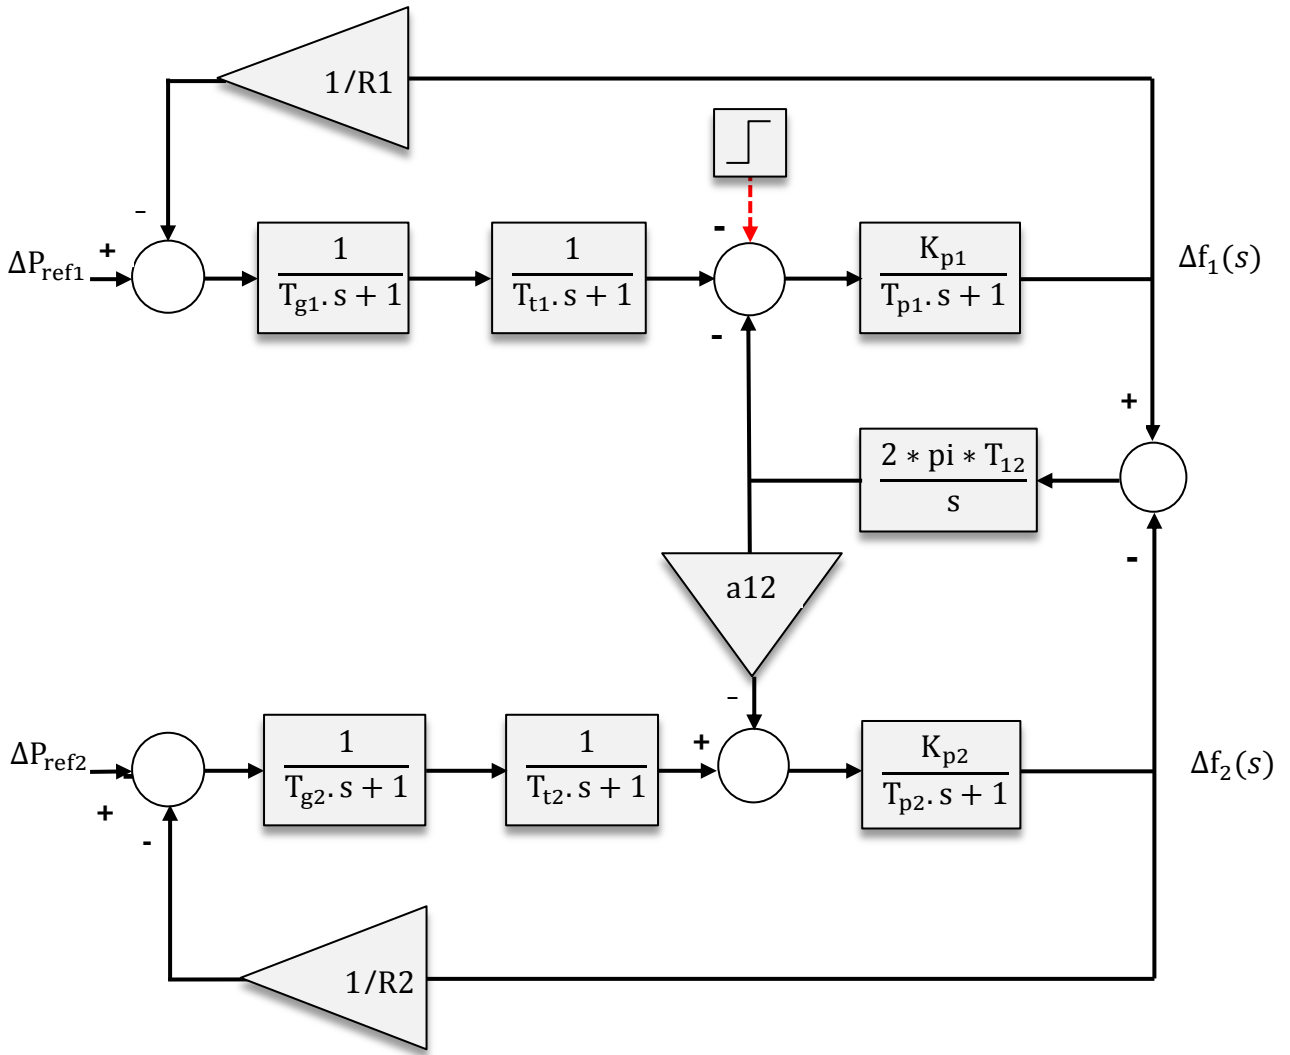 1/R1
-
-
+
ΔP_ref1
1
T_g1. s + 1
1
T_t1. s + 1
K_p1
T_p1. s + 1
Δf_1(s)
-
+
2 * pi * T_12
s
-
a12
-
ΔP_ref2
-
+
-
1
T_g2. s + 1
1
T_t2. s + 1
+
K_p2
T_p2. s + 1
Δf_2(s)
1/R2